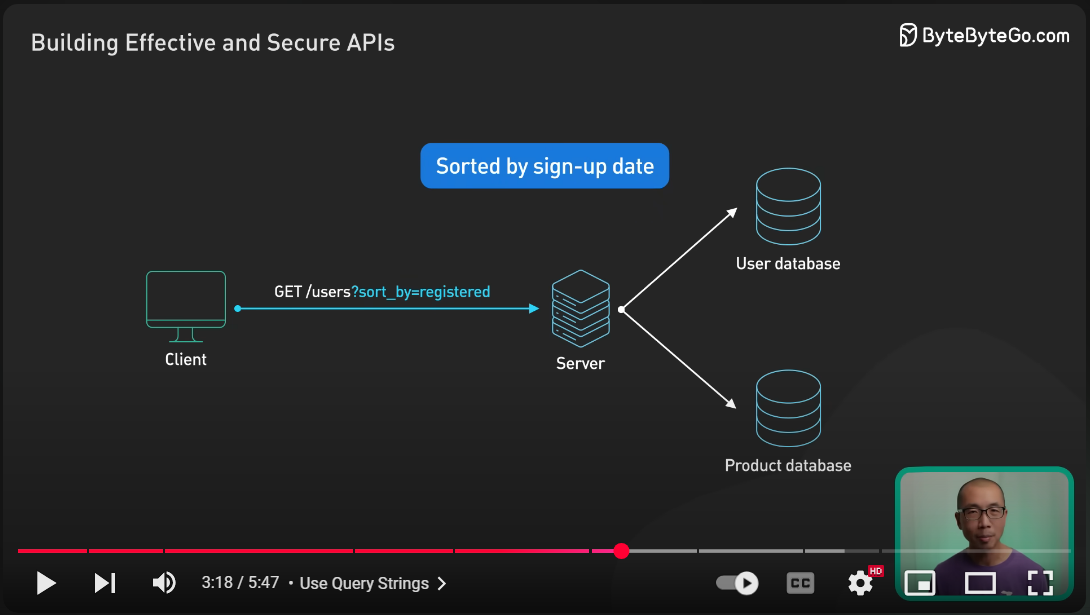 Building Effective and Secure APIs
ByteByteGo.com
Sorted by sign-up date
User database
GET /users?sort_by=registered
Client
Server
Product database
3:18 / 5:47 • Use Query Strings >
CC
HD